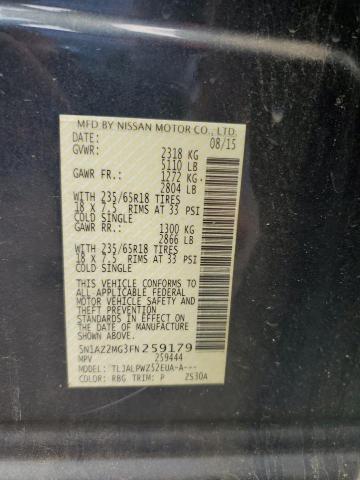 MFD BY NISSAN MOTOR CO., LTD.
DATE: 08/15
GVWR: 2318 KG
5110 LB
GAWR FR.: 1272 KG
2804 LB
WITH 235/65R18 TIRES
18 X 7.5 RIMS AT 33 PSI
COLD SINGLE
GAWR RR.: 1300 KG
2866 LB
WITH 235/65R18 TIRES
18 X 7.5 RIMS AT 33 PSI
COLD SINGLE
THIS VEHICLE CONFORMS
TO ALL APPLICABLE FEDERAL
MOTOR VEHICLE SAFETY AND
THEFT PREVENTION
STANDARDS IN EFFECT ON
THE DATE OF MANUFACTURE
SHOWN ABOVE.
5N1AZ2MG3FN259179
MPV 259444
MODEL: TLJALPWZ52EUA-A---
COLOR: RBG TRIM: P ZS30A